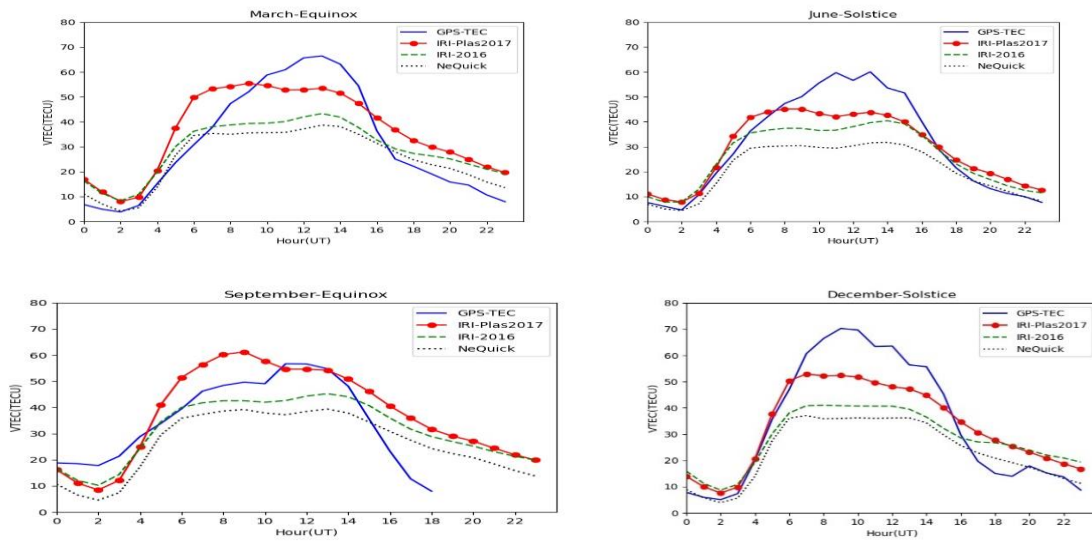 March-Equinox
80
70
60
50
40
30
20
10
0
VTEC(TECU)
GPS-TEC
IRI-Plas2017
IRI-2016
NeQuick
0 2 4 6 8 10 12 14 16 18 20 22
Hour(UT)
June-Solstice
80
70
60
50
40
30
20
10
0
VTEC(TECU)
GPS-TEC
IRI-Plas2017
IRI-2016
NeQuick
0 2 4 6 8 10 12 14 16 18 20 22
Hour(UT)
September-Equinox
80
70
60
50
40
30
20
10
0
VTEC(TECU)
GPS-TEC
IRI-Plas2017
IRI-2016
NeQuick
0 2 4 6 8 10 12 14 16 18 20 22
Hour(UT)
December-Solstice
80
70
60
50
40
30
20
10
0
VTEC(TECU)
GPS-TEC
IRI-Plas2017
IRI-2016
NeQuick
0 2 4 6 8 10 12 14 16 18 20 22
Hour(UT)